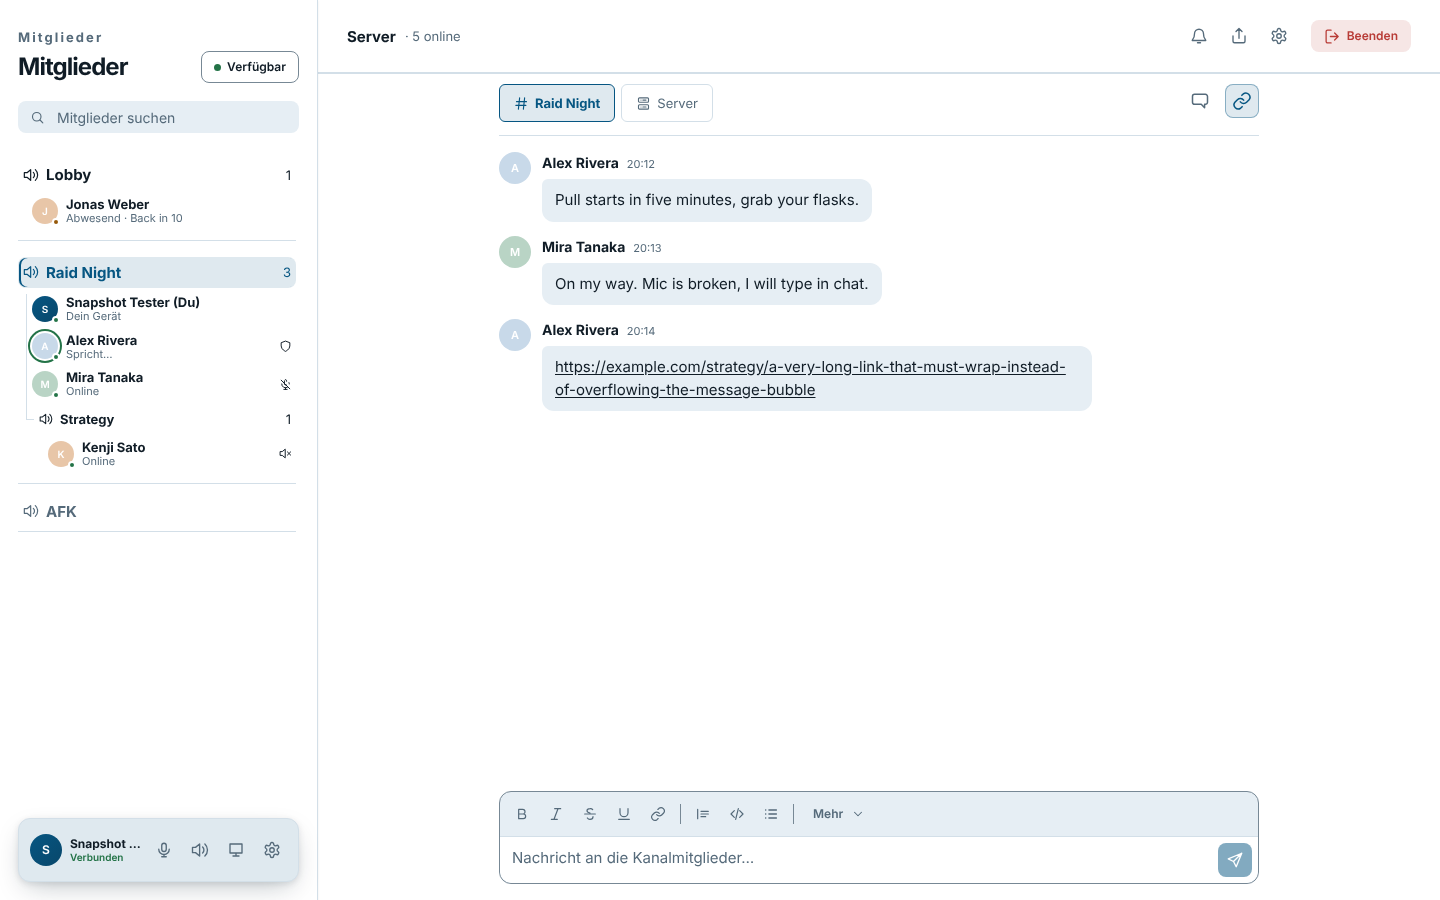 Mitglieder
Mitglieder
Verfügbar
Mitglieder suchen
Lobby 1
J
Jonas Weber
Abwesend · Back in 10
Raid Night 3
S
Snapshot Tester (Du)
Dein Gerät
A
Alex Rivera
Spricht...
M
Mira Tanaka
Online
Strategy 1
K
Kenji Sato
Online
AFK
S
Snapshot ...
Verbunden
Server · 5 online
Beenden
Raid Night
Server
A
Alex Rivera 20:12
Pull starts in five minutes, grab your flasks.
M
Mira Tanaka 20:13
On my way. Mic is broken, I will type in chat.
A
Alex Rivera 20:14
https://example.com/strategy/a-very-long-link-that-must-wrap-instead-
of-overflowing-the-message-bubble
Mehr
Nachricht an die Kanalmitglieder...